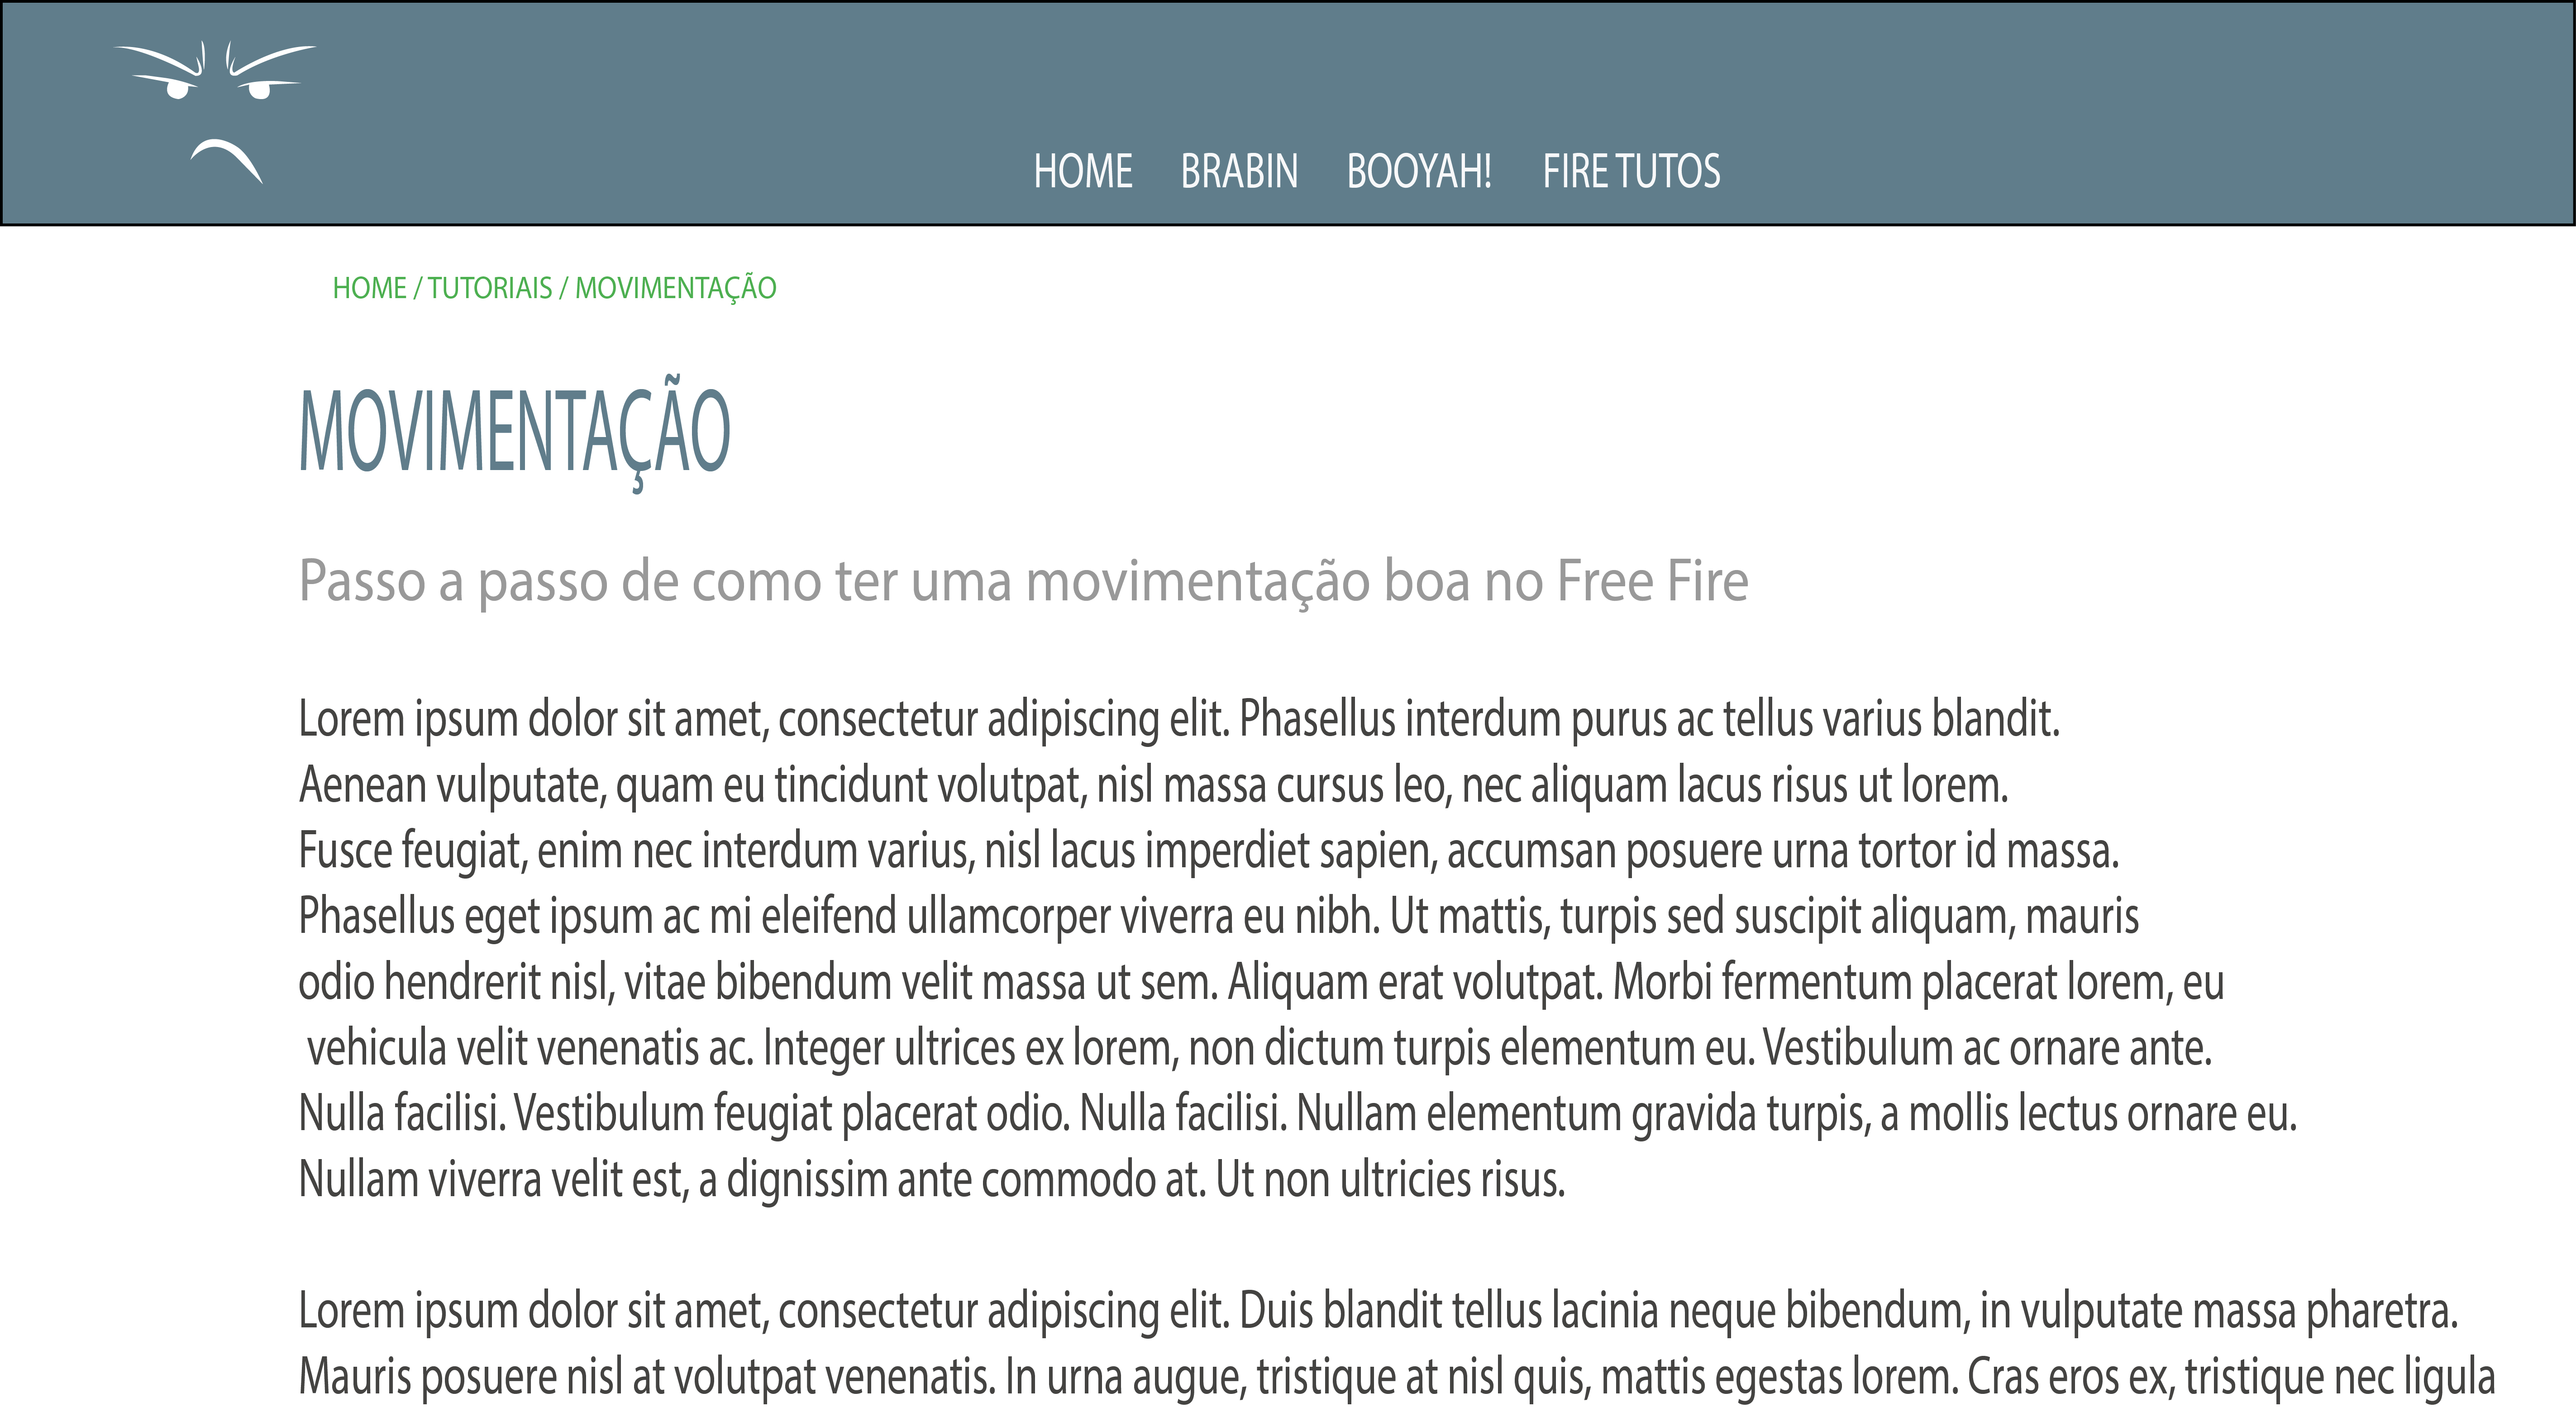 HOME BRABIN BOOYAH! FIRE TUTOS
HOME / TUTORIAIS / MOVIMENTAÇÃO
MOVIMENTAÇÃO
Passo a passo de como ter uma movimentação boa no Free Fire
Lorem ipsum dolor sit amet, consectetur adipiscing elit. Phasellus interdum purus ac tellus varius blandit.
Aenean vulputate, quam eu tincidunt volutpat, nisl massa cursus leo, nec aliquam lacus risus ut lorem.
Fusce feugiat, enim nec interdum varius, nisl lacus imperdiet sapien, accumsan posuere urna tortor id massa.
Phasellus eget ipsum ac mi eleifend ullamcorper viverra eu nibh. Ut mattis, turpis sed suscipit aliquam, mauris
odio hendrerit nisl, vitae bibendum velit massa ut sem. Aliquam erat volutpat. Morbi fermentum placerat lorem, eu
vehicula velit venenatis ac. Integer ultrices ex lorem, non dictum turpis elementum eu. Vestibulum ac ornare ante.
Nulla facilisi. Vestibulum feugiat placerat odio. Nulla facilisi. Nullam elementum gravida turpis, a mollis lectus ornare eu.
Nullam viverra velit est, a dignissim ante commodo at. Ut non ultricies risus.
Lorem ipsum dolor sit amet, consectetur adipiscing elit. Duis blandit tellus lacinia neque bibendum, in vulputate massa pharetra.
Mauris posuere nisl at volutpat venenatis. In urna augue, tristique at nisl quis, mattis egestas lorem. Cras eros ex, tristique nec ligula